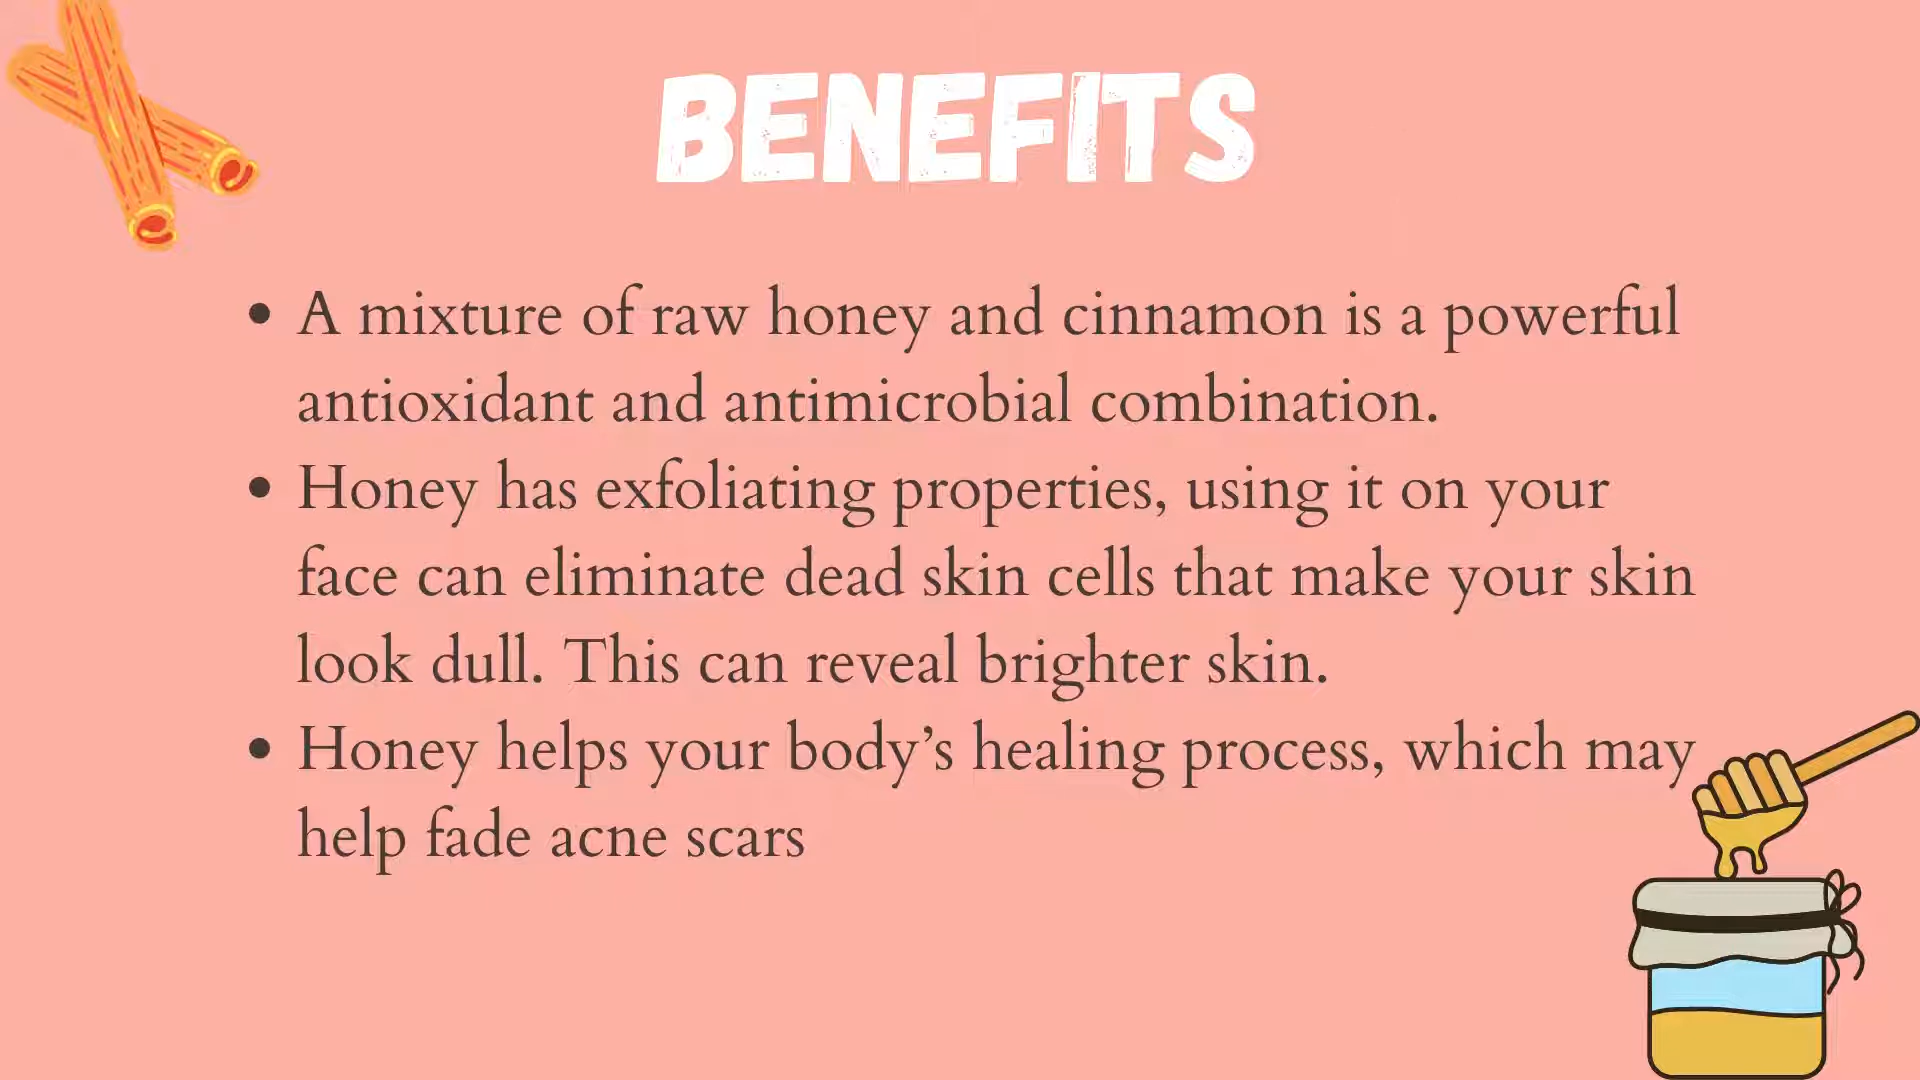 BENEFITS
• A mixture of raw honey and cinnamon is a powerful
antioxidant and antimicrobial combination.
• Honey has exfoliating properties, using it on your
face can eliminate dead skin cells that make your skin
look dull. This can reveal brighter skin.
• Honey helps your body’s healing process, which may
help fade acne scars